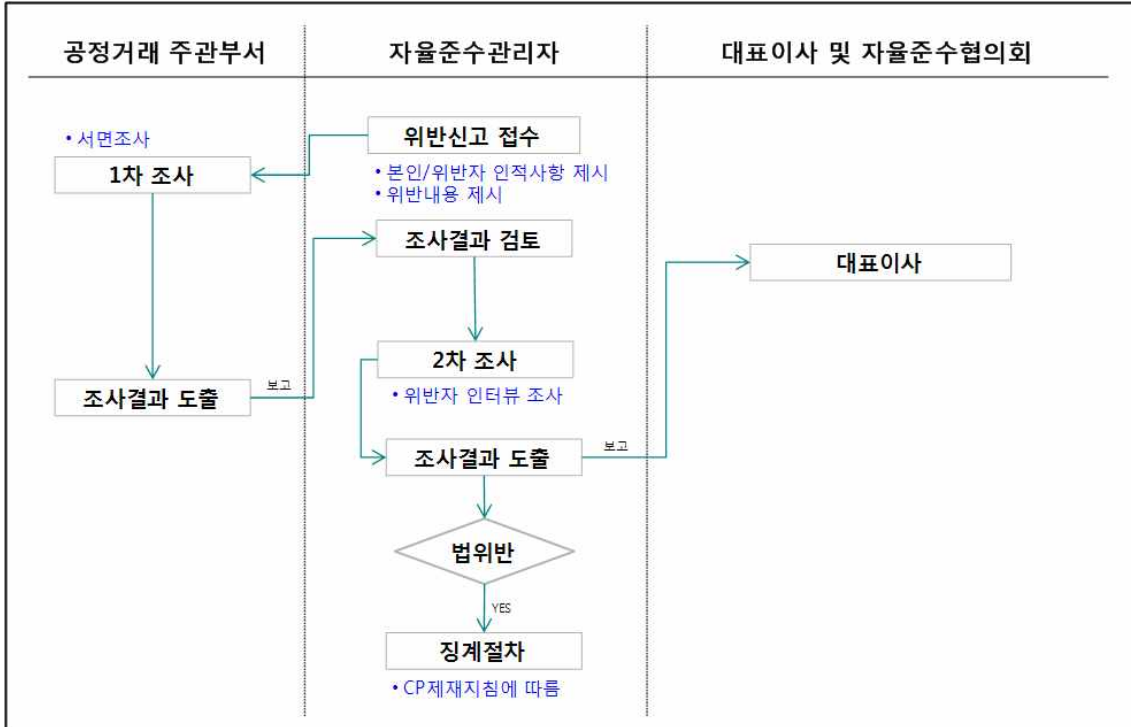 공정거래 주관부서
자율준수관리자
대표이사 및 자율준수협의회
위반신고 접수
• 본인/위반자 인적사항 제시
• 위반내용 제시
• 서면조사
1차 조사
조사결과 도출
보고
조사결과 검토
2차 조사
• 위반자 인터뷰 조사
조사결과 도출
보고
대표이사
법위반
YES
징계절차
• CP제재지침에 따름